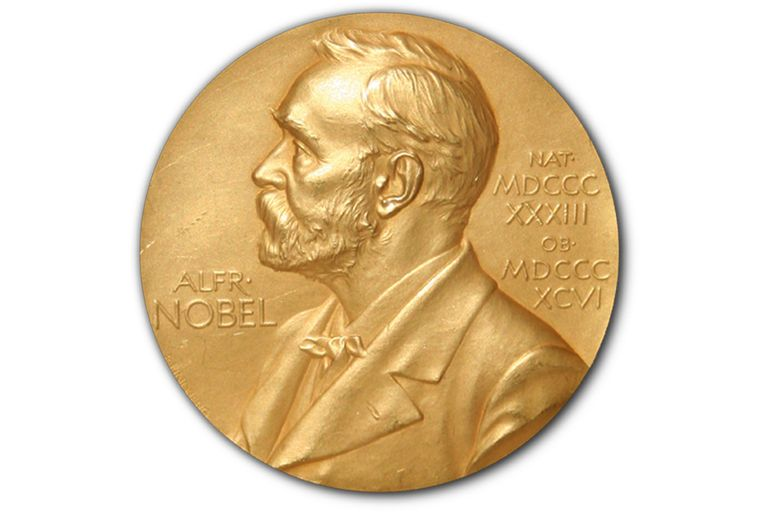 ALFR·
NOBEL
NAT·
MDCCC
XXXIII
OB·
MDCCC
XCVI